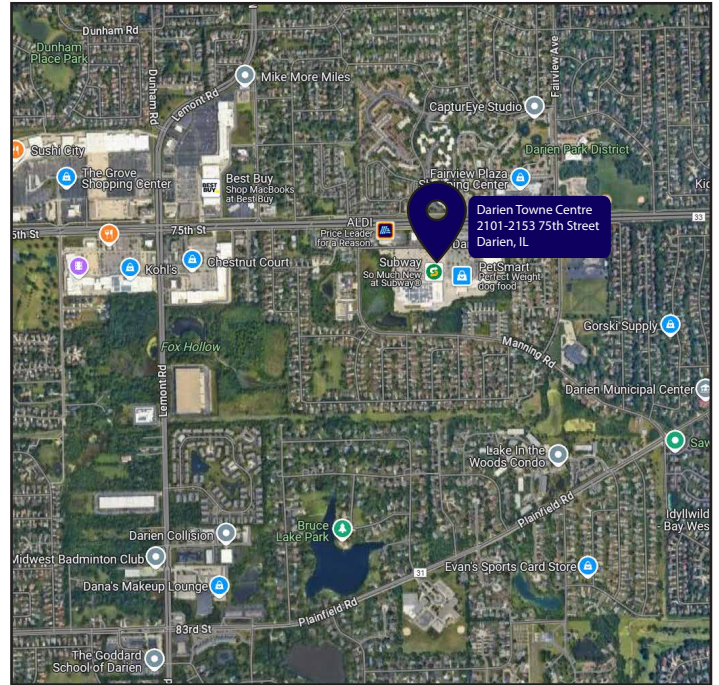 Dunham Rd
Dunham
Place Park
Dunham Rd
Lemont Rd
Mike More Miles
Fairview Ave
CapturEye Studio
Sushi City
Darien Park District
The Grove
Shopping Center
BEST
BUY
Best Buy
Shop MacBooks
at Best Buy
Fairview Plaza
Center
Darien Towne Centre
2101-2153 75th Street
Darien, IL
33
5th St
75th St
ALDI
Price Leader
for a Reason.
Kohl's
Chestnut Court
Subway
So Much New
at Subway®
PetSmart
Perfect Weight
dog food
Gorski Supply
Manning Rd
Fox Hollow
Lemont Rd
Darien Municipal Center
Lake In the
Woods Condo
Plainfield Rd
Darien Collision
Bruce
Lake Park
Idyllwild
- Bay Wes
Midwest Badminton Club
Dana's Makeup Lounge
31
Evan's Sports Card Store
Plainfield Rd
83rd St
The Goddard
School of Darien